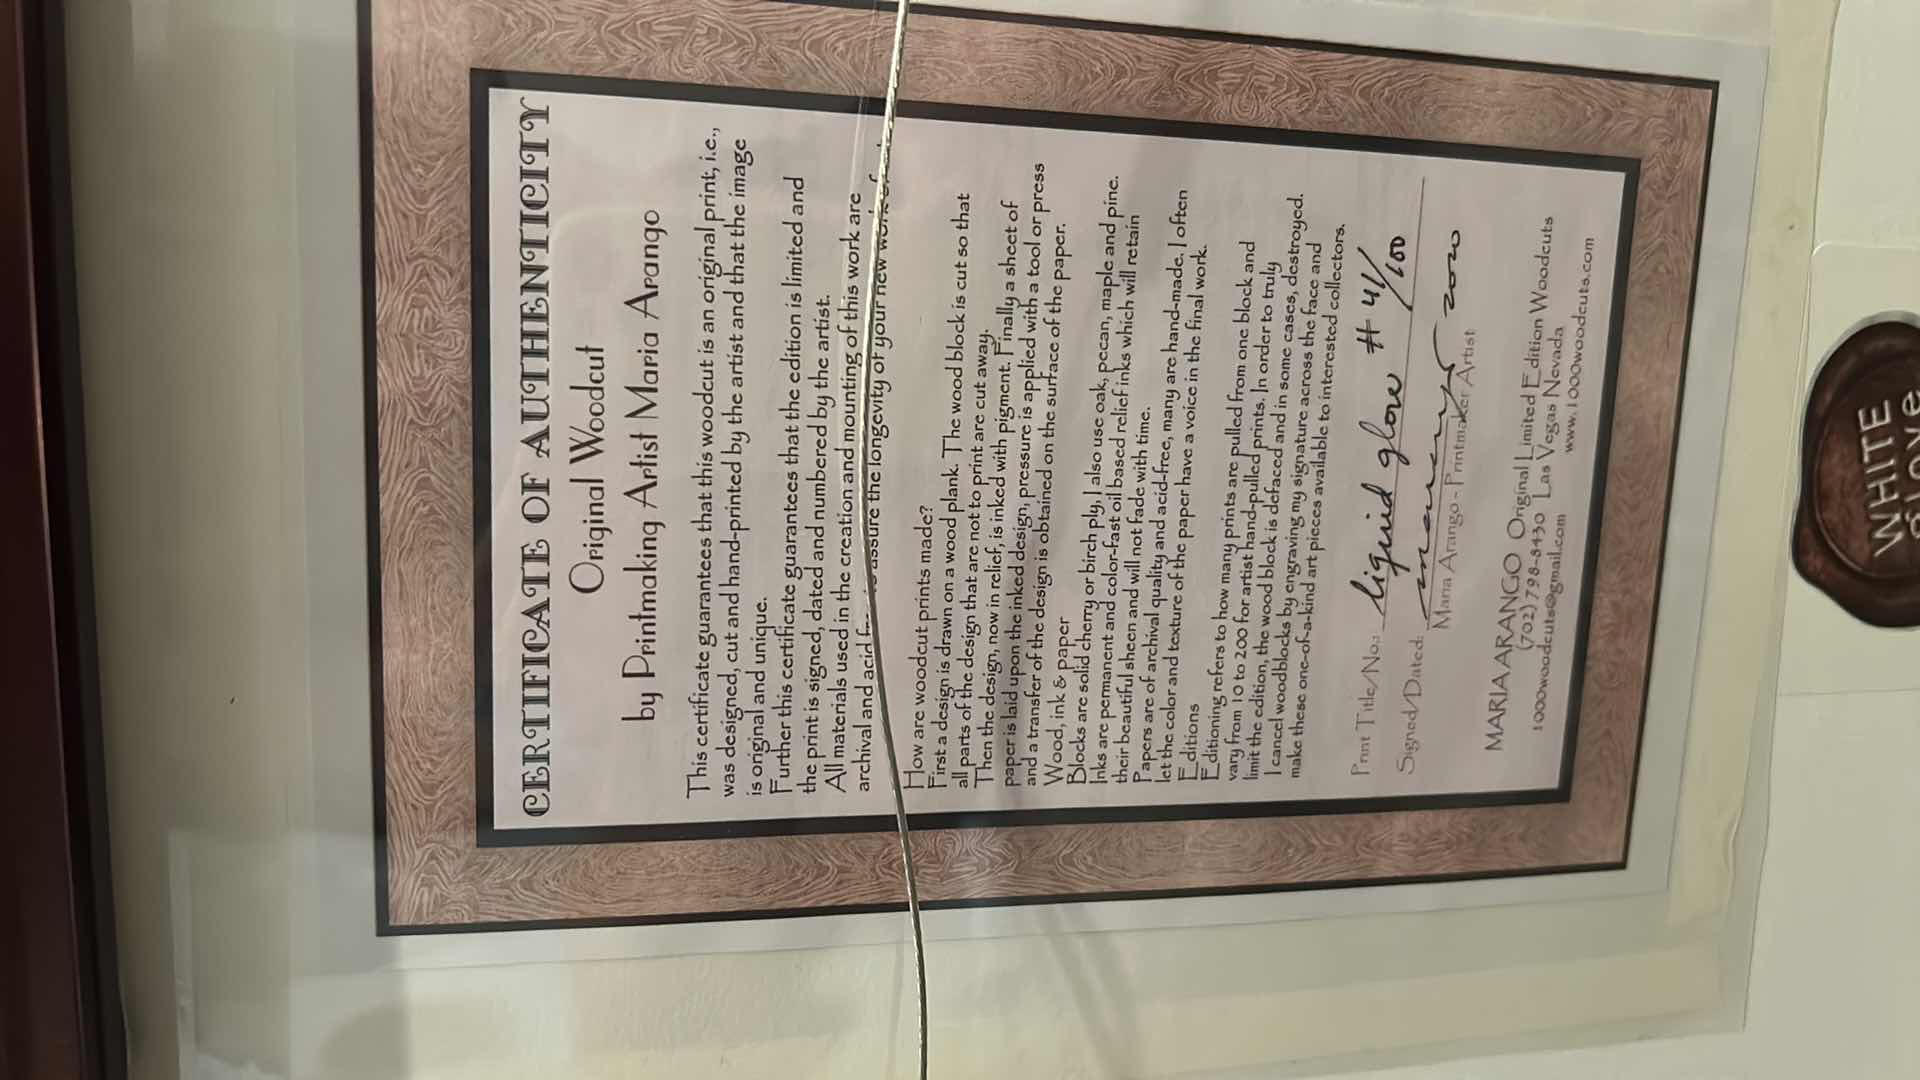 CERTIFICATE OF AUTHENTICITY
Original Woodcut
by Printmaking Artist Maria Arango
This certificate guarantees that this woodcut is an original print, i.e.,
was designed, cut and hand-printed by the artist and that the image
is original and unique.
Further this certificate guarantees that the edition is limited and
the print is signed, dated and numbered by the artist.
All materials used in the creation and mounting of this work are
archival and acid assure the longevity of your new
How are woodcut prints made?
First a design is drawn on a wood plank. The wood block is cut so that
all parts of the design that are not to print are cut away.
Then the design, now in relief, is inked with pigment. Finally a sheet of
paper is laid upon the inked design, pressure is applied with a tool or press
and a transfer of the design is obtained on the surface of the paper.
Wood, ink & paper
Blocks are solid cherry or birch ply, I also use oak, pecan, maple and pine.
Inks are permanent and color-fast oil based relief inks which will retain
their beautiful sheen and will not fade with time.
Papers are of archival quality and acid-free, many are hand-made, I often
let the color and texture of the paper have a voice in the final work.
Editions
Editioning refers to how many prints are pulled from one block and
vary from 10 to 200 for artist hand-pulled prints. In order to truly
limit the edition, the wood block is defaced and in some cases, destroyed.
I cancel woodblocks by engraving my signature across the face and
make these one-of-a-kind art pieces available to interested collectors.
Print Title/No.: liquid glow # 41/100
Signed/Dated:
Maria Arango - Printmaker Artist
MARIA ARANGO Original Limited Edition Woodcuts
(702) 798-8430 Las Vegas Nevada
1000woodcuts@gmail.com www.1000woodcuts.com
WHITE